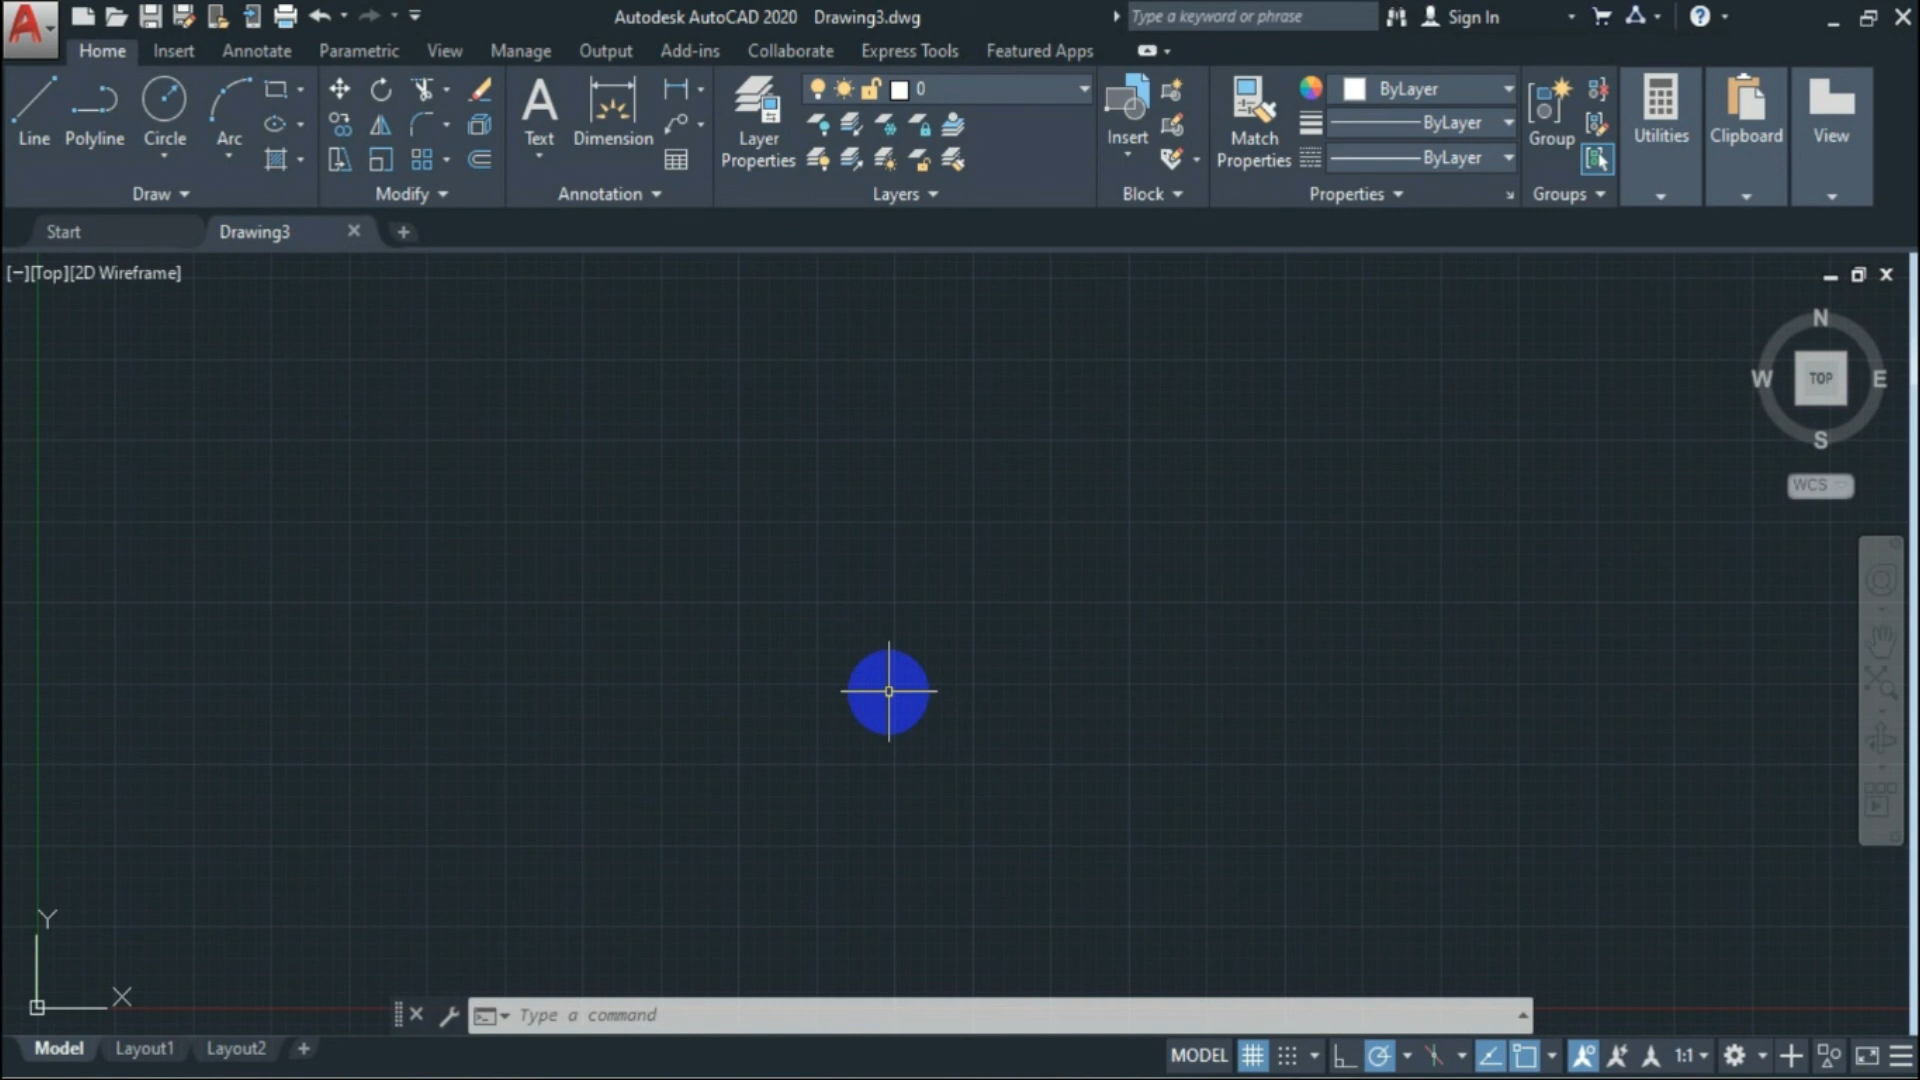 Autodesk AutoCAD 2020 Drawing3.dwg
Type a keyword or phrase
Sign In
Home Insert Annotate Parametric View Manage Output Add-ins Collaborate Express Tools Featured Apps
Line Polyline Circle Arc
Text Dimension
Layer Properties
0
Insert
Match Properties
ByLayer
ByLayer
ByLayer
Group
Utilities
Clipboard
View
Draw Modify Annotation Layers Block Properties Groups
Start Drawing3
[−][Top][2D Wireframe]
N
W TOP E
S
WCS
Y
X
Type a command
Model Layout1 Layout2
MODEL 1:1